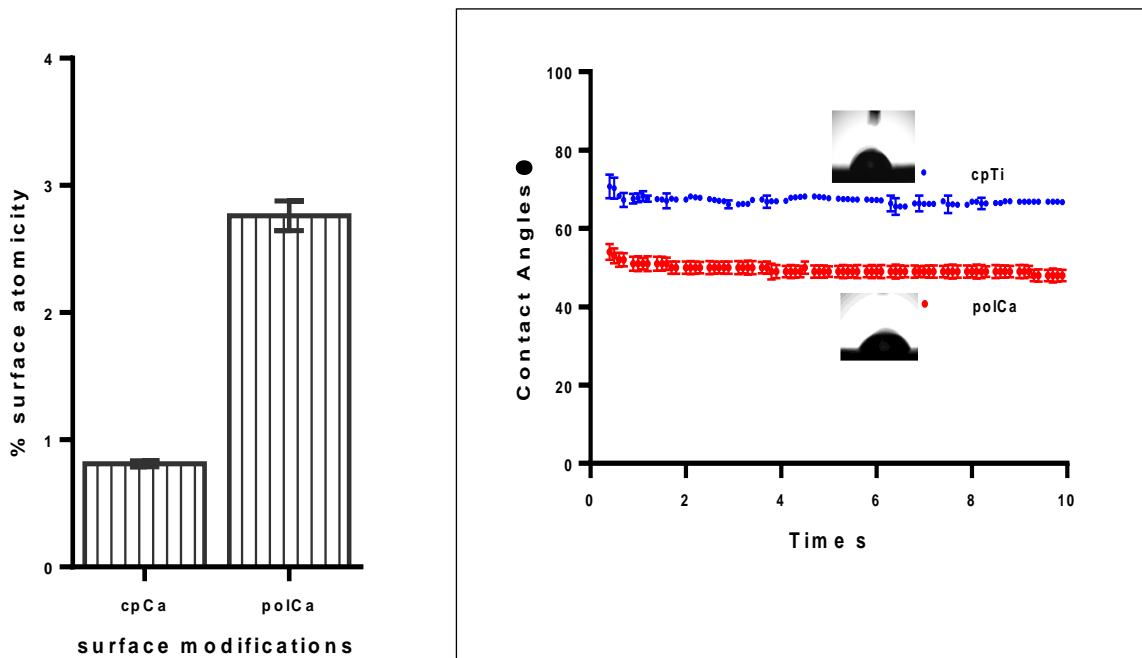 % surface atomicity
4
3
2
1
0
cpCa polCa
surface modifications
Contact Angles ●
100
80
60
40
20
0
cpTi
polCa
0 2 4 6 8 10
Time s